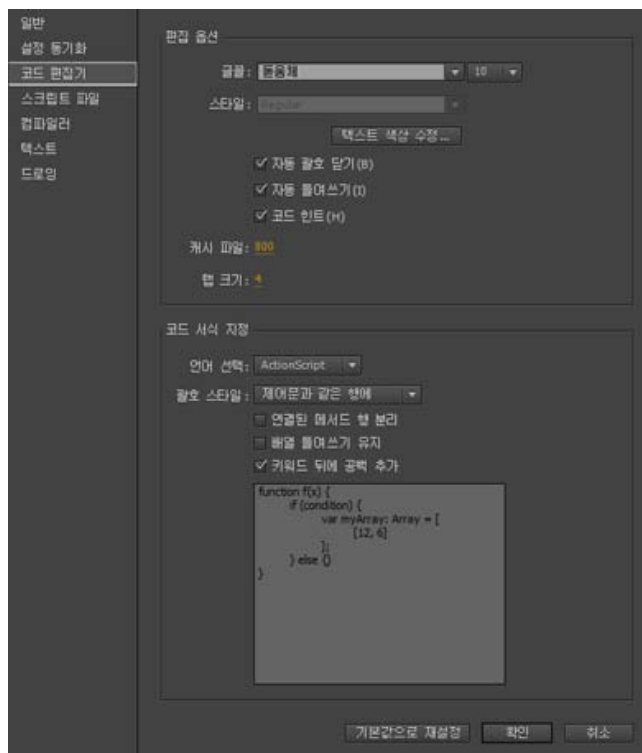 일반
설정 동기화
코드 편집기
스크립트 파일
컴파일러
텍스트
드로잉
편집 옵션
글꼴: 돋움체 10
스타일: Regular
텍스트 색상 수정...
자동 괄호 닫기(B)
자동 들여쓰기(I)
코드 힌트(H)
캐시 파일: 800
탭 크기: 4
코드 서식 지정
언어 선택: ActionScript
괄호 스타일: 제어문과 같은 행에
연결된 메서드 행 분리
배열 들여쓰기 유지
키워드 뒤에 공백 추가
function f(x) {
if (condition) {
var myArray: Array = [
[12, 6]
];
} else {}
}
기본값으로 재설정 확인 취소